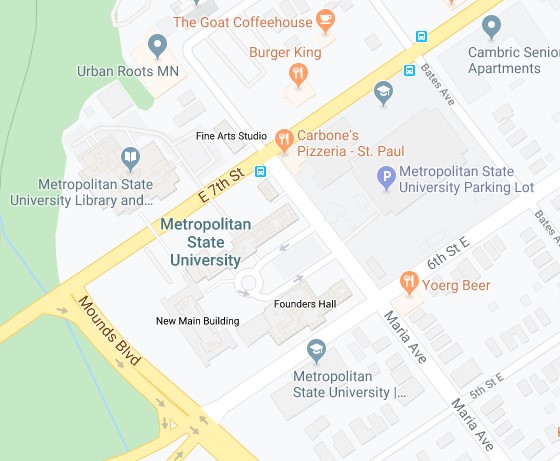 The Goat Coffeehouse
Burger King
Urban Roots MN
Cambric Senio
Apartments
Bates Ave
Fine Arts Studio
Carbone's
Pizzeria - St. Paul
Metropolitan State
University Library and...
E 7th St
Metropolitan State
University Parking Lot
Metropolitan
State
University
Bates Av
6th St E
Yoerg Beer
Mounds Blvd
New Main Building
Founders Hall
Maria Ave
Metropolitan
State University |...
5th St E
Maria Ave